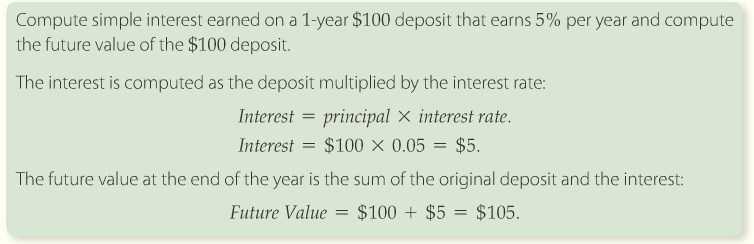 Compute simple interest earned on a 1-year $100 deposit that earns 5% per year and compute
the future value of the $100 deposit.
The interest is computed as the deposit multiplied by the interest rate:
Interest = principal × interest rate.
Interest = $100 × 0.05 = $5.
The future value at the end of the year is the sum of the original deposit and the interest:
Future Value = $100 + $5 = $105.